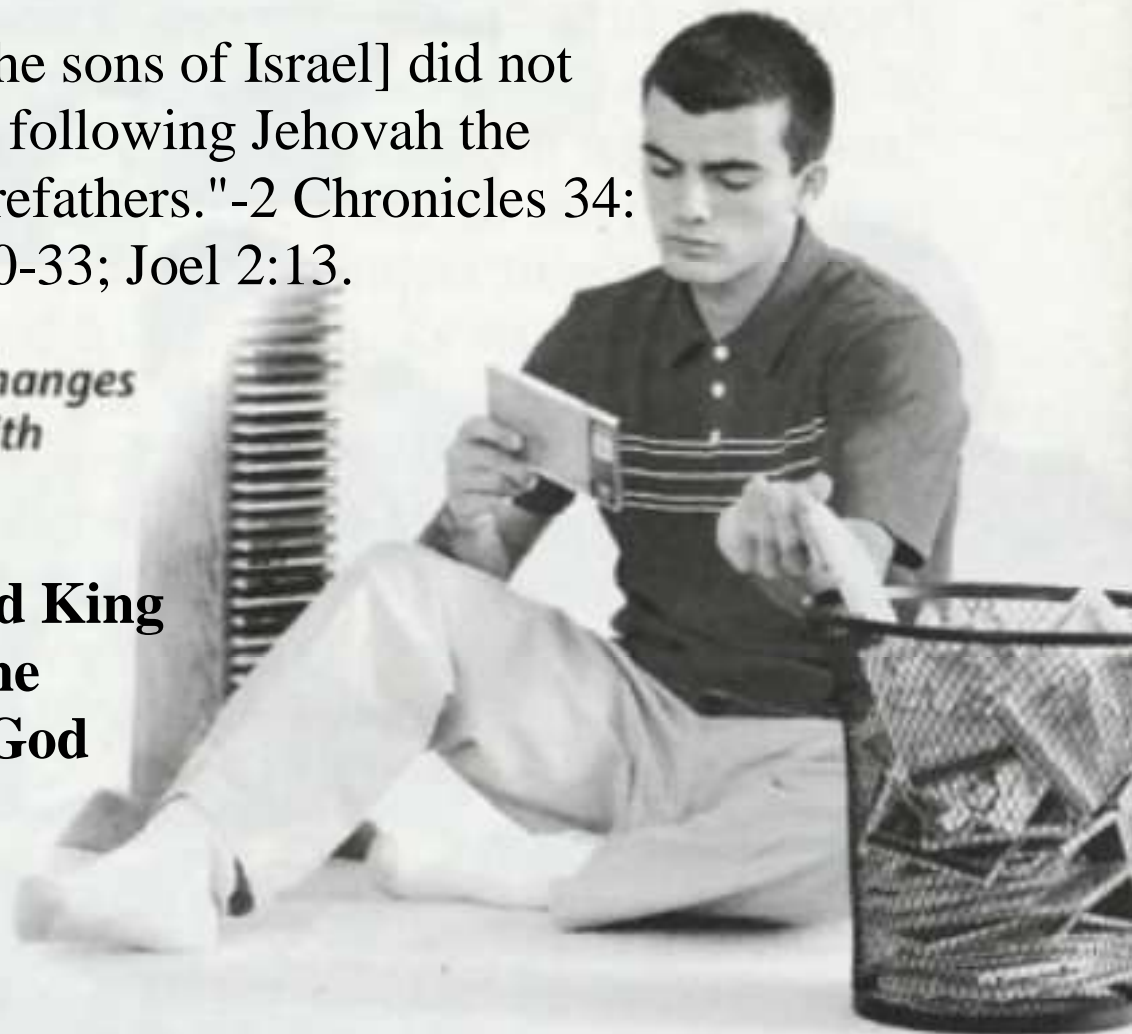 he sons of Israel] did not
following Jehovah the
refathers."-2 Chronicles 34:
0-33; Joel 2:13.
hanges
th
d King
ne
God